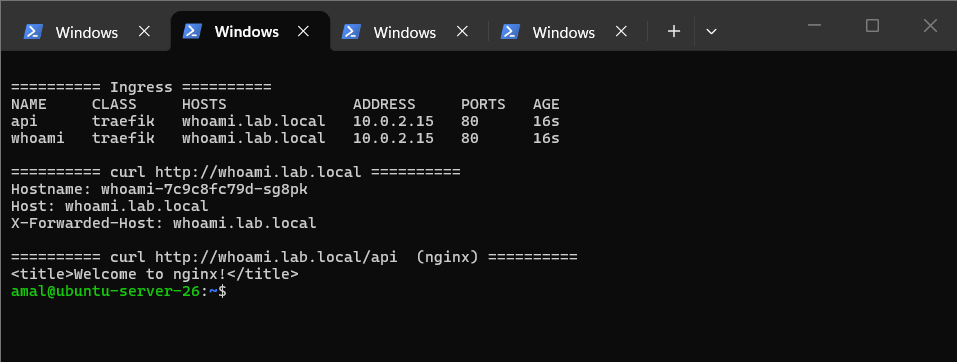 Windows
Windows
Windows
Windows
========== Ingress ==========
NAME     CLASS     HOSTS              ADDRESS     PORTS   AGE
api      traefik   whoami.lab.local   10.0.2.15   80      16s
whoami   traefik   whoami.lab.local   10.0.2.15   80      16s
========== curl http://whoami.lab.local ==========
Hostname: whoami-7c9c8fc79d-sg8pk
Host: whoami.lab.local
X-Forwarded-Host: whoami.lab.local
========== curl http://whoami.lab.local/api  (nginx) ==========
<title>Welcome to nginx!</title>
amal@ubuntu-server-26:~$